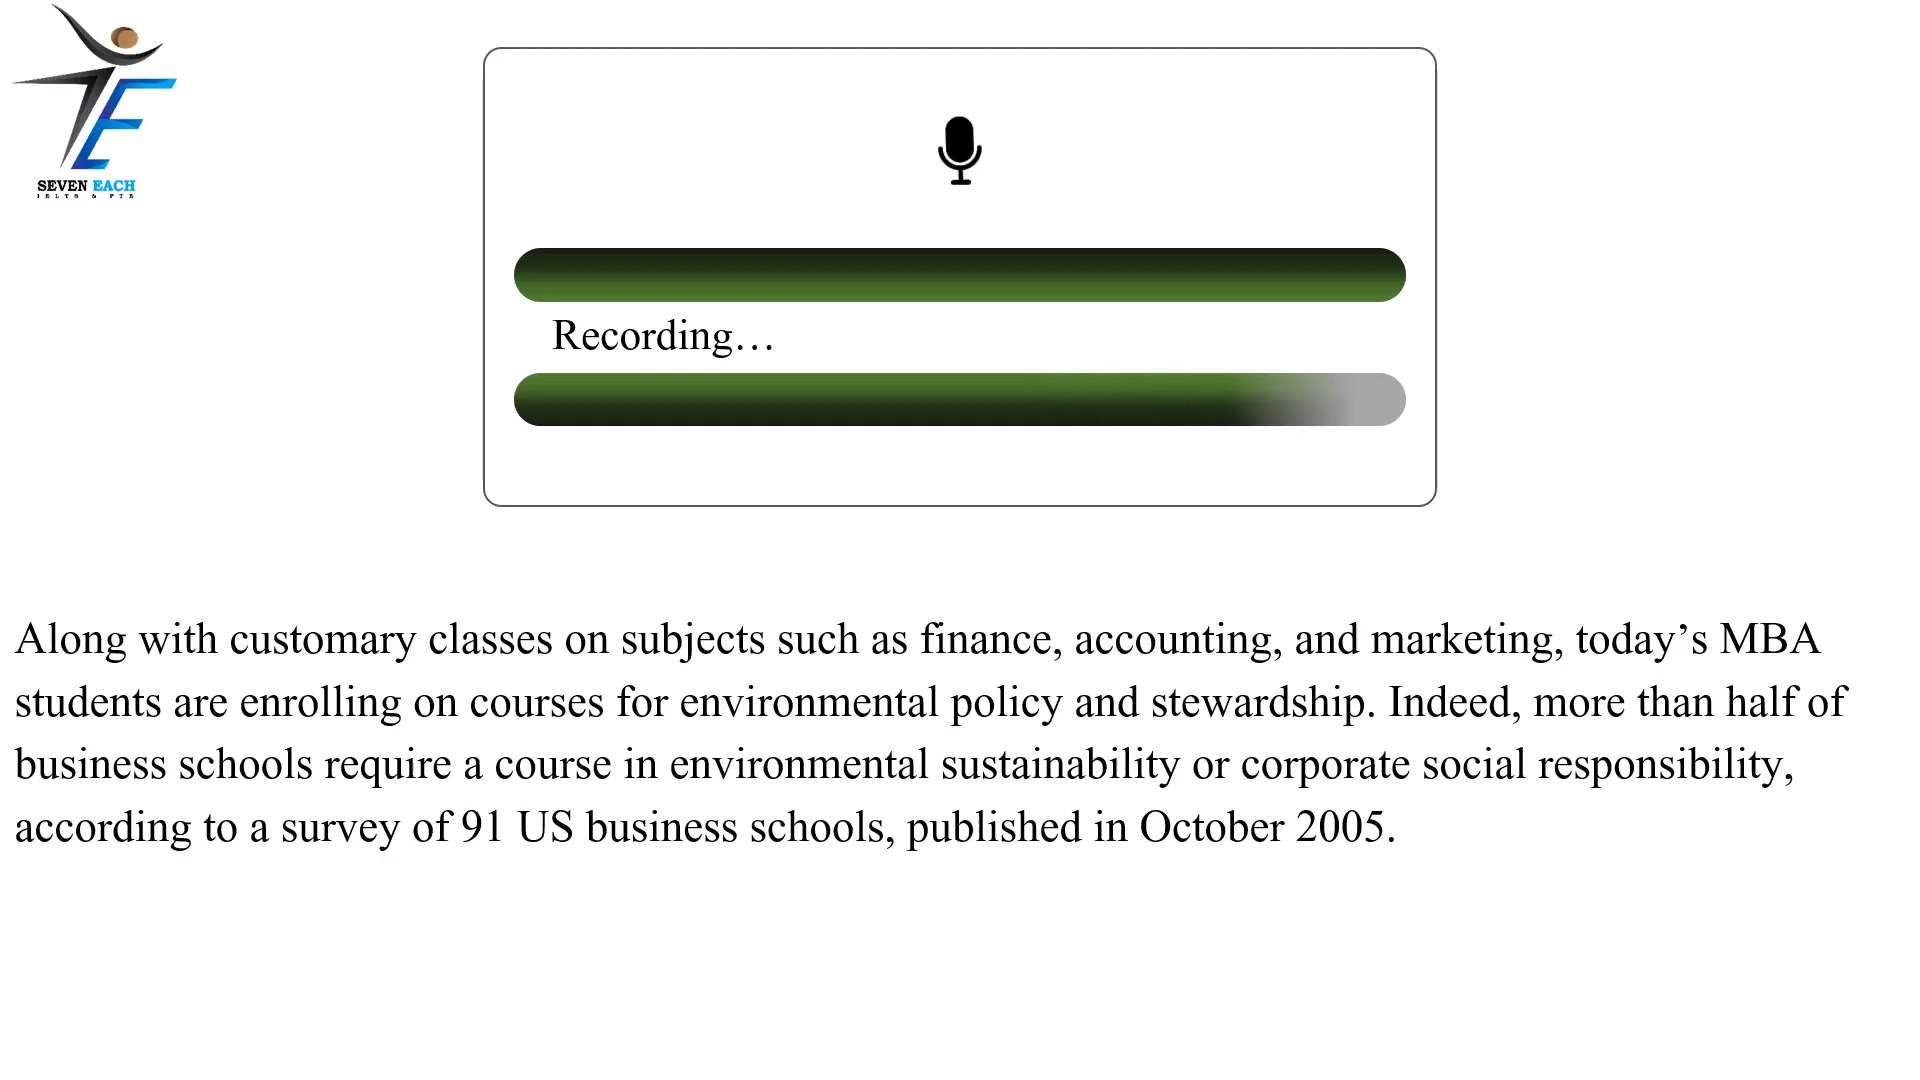 SEVEN EACH
IELTS & PTE
Recording…
Along with customary classes on subjects such as finance, accounting, and marketing, today’s MBA
students are enrolling on courses for environmental policy and stewardship. Indeed, more than half of
business schools require a course in environmental sustainability or corporate social responsibility,
according to a survey of 91 US business schools, published in October 2005.